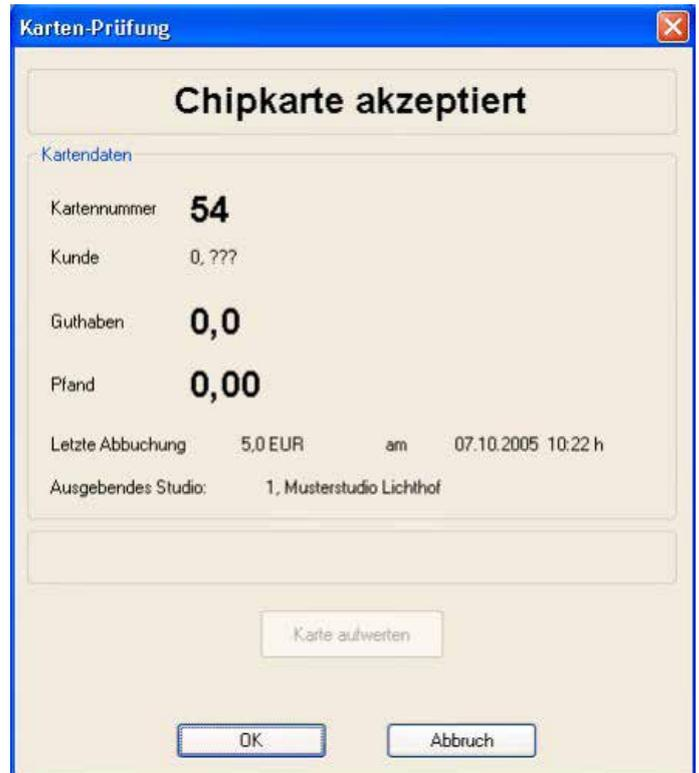 Karten-Prüfung
Chipkarte akzeptiert
Kartendaten
Kartennummer 54
Kunde 0, ???
Guthaben 0,0
Pfand 0,00
Letzte Abbuchung 5,0 EUR am 07.10.2005 10:22 h
Ausgebendes Studio: 1, Musterstudio Lichthof
Karte aufwerten
OK Abbruch